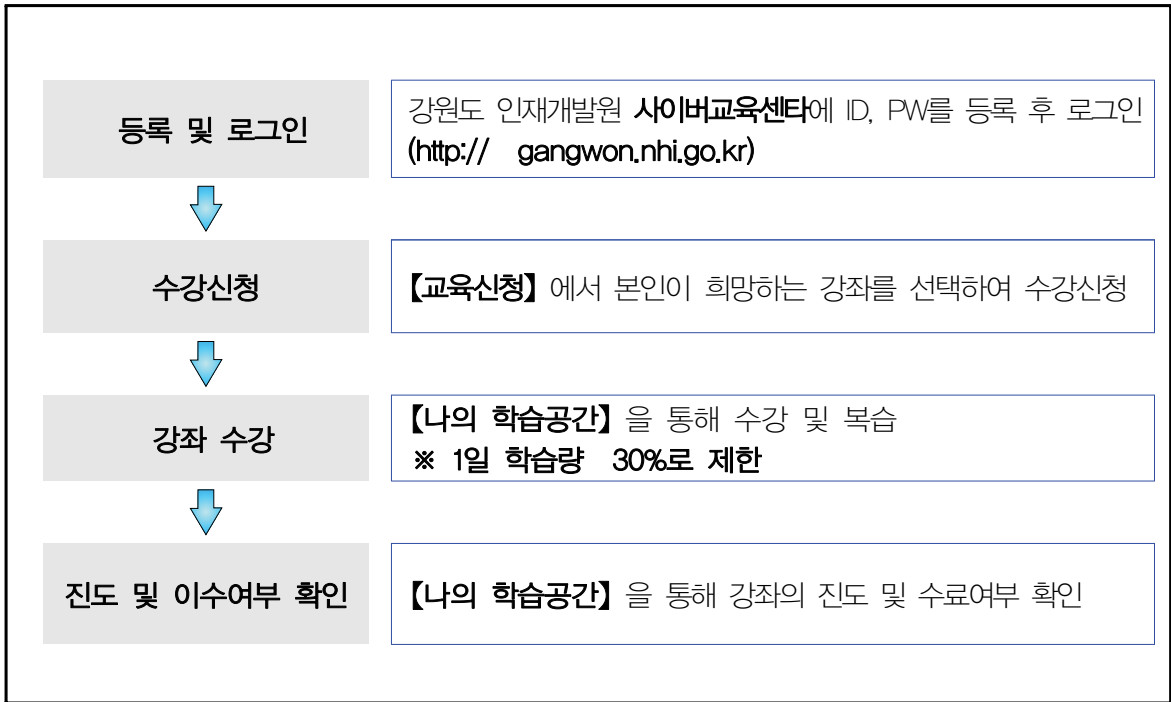 등록 및 로그인
강원도 인재개발원 사이버교육센타에 ID, PW를 등록 후 로그인
(http:// gangwon.nhi.go.kr)
수강신청
【교육신청】 에서 본인이 희망하는 강좌를 선택하여 수강신청
강좌 수강
【나의 학습공간】 을 통해 수강 및 복습
※ 1일 학습량 30%로 제한
진도 및 이수여부 확인
【나의 학습공간】 을 통해 강좌의 진도 및 수료여부 확인